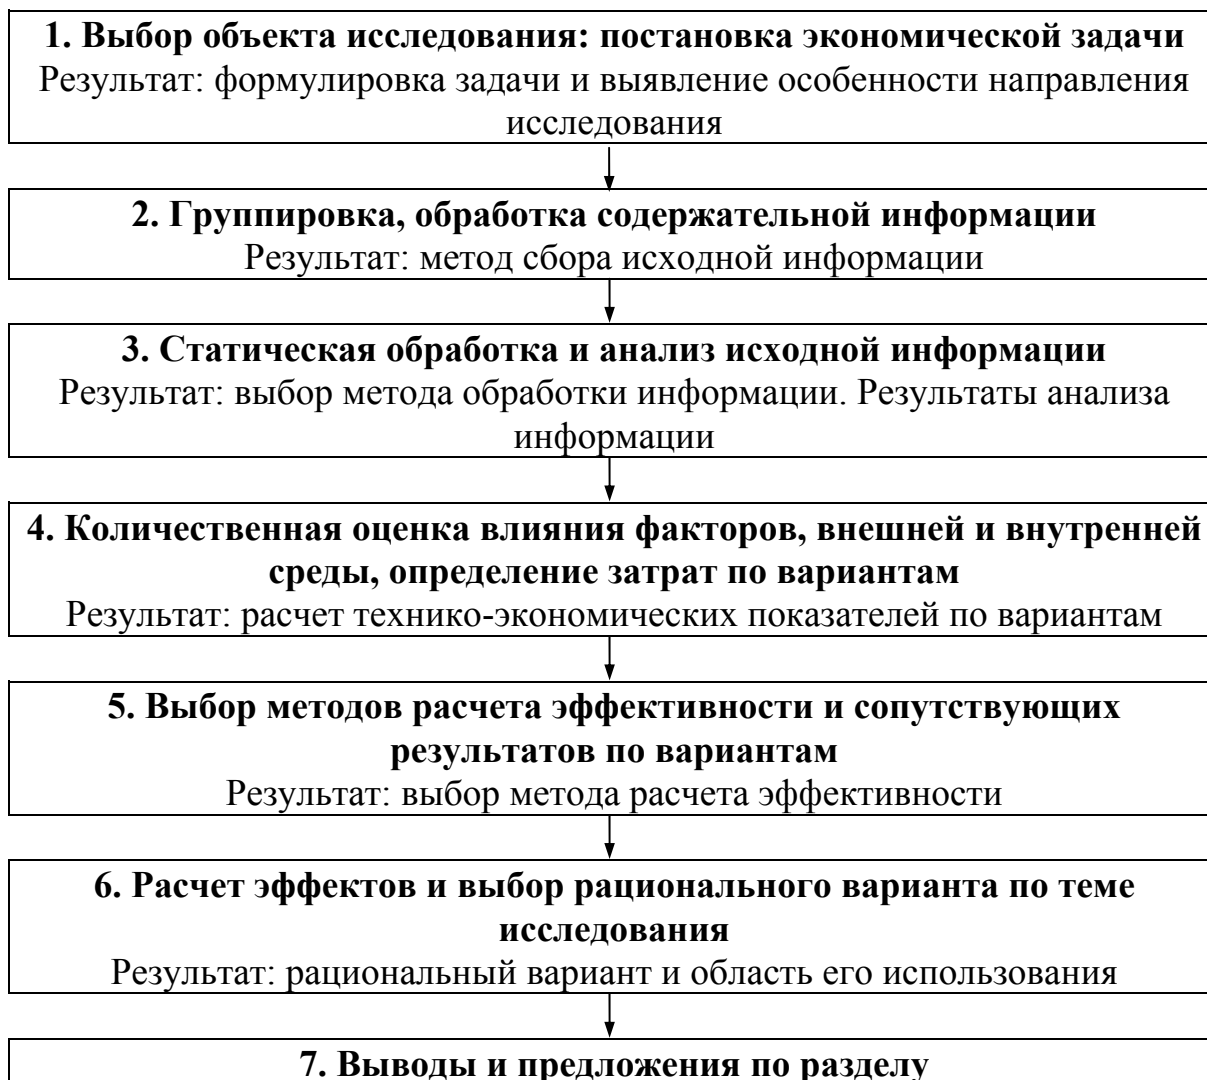 1. Выбор объекта исследования: постановка экономической задачи
Результат: формулировка задачи и выявление особенности направления
исследования
2. Группировка, обработка содержательной информации
Результат: метод сбора исходной информации
3. Статическая обработка и анализ исходной информации
Результат: выбор метода обработки информации. Результаты анализа
информации
4. Количественная оценка влияния факторов, внешней и внутренней
среды, определение затрат по вариантам
Результат: расчет технико-экономических показателей по вариантам
5. Выбор методов расчета эффективности и сопутствующих
результатов по вариантам
Результат: выбор метода расчета эффективности
6. Расчет эффектов и выбор рационального варианта по теме
исследования
Результат: рациональный вариант и область его использования
7. Выводы и предложения по разделу